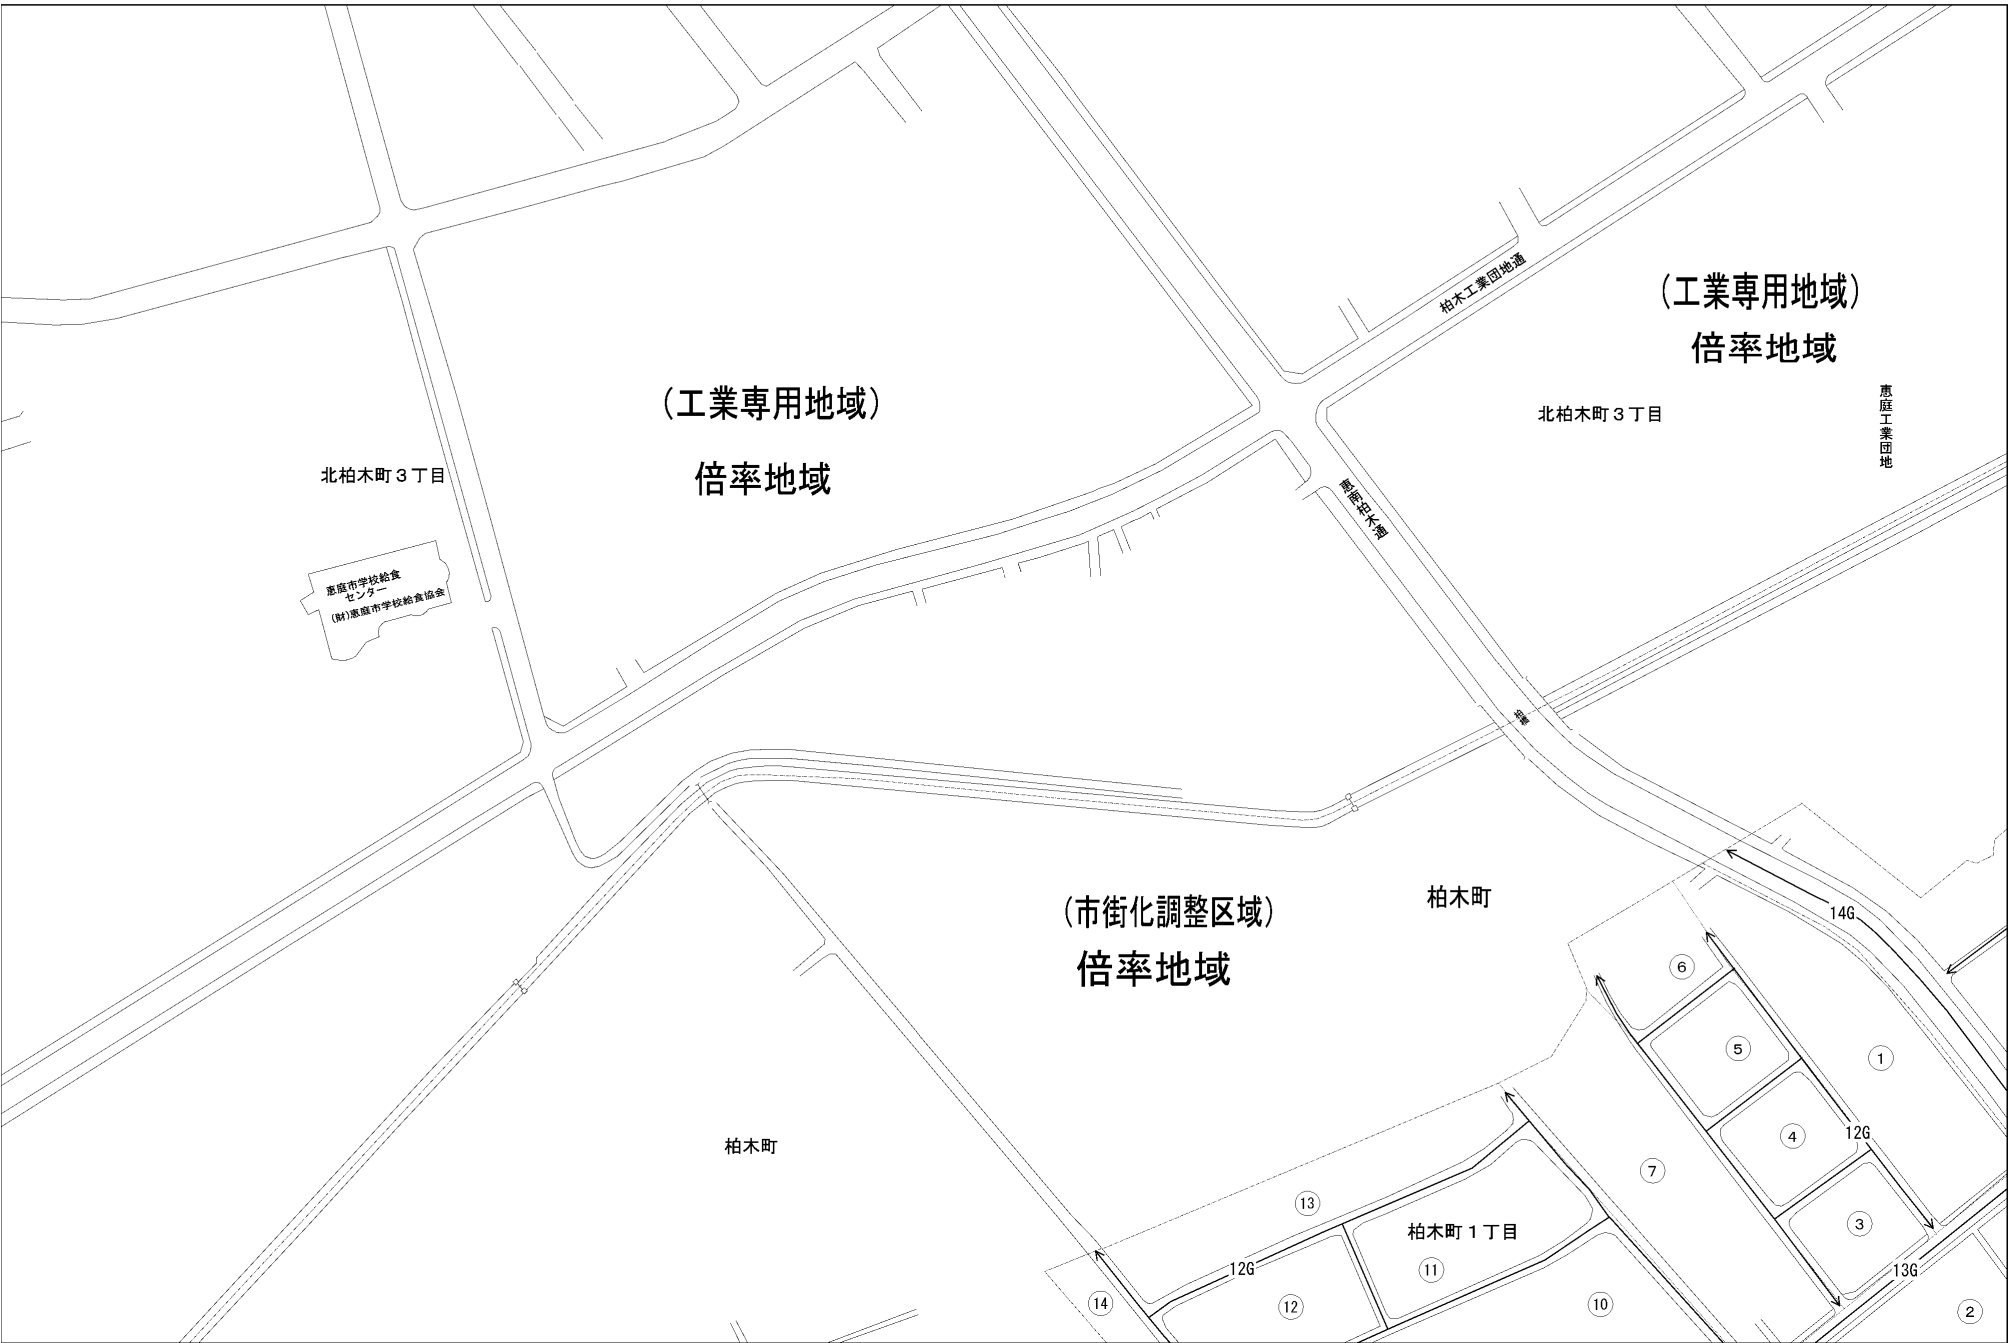 柏木工業団地通
（工業専用地域）
倍率地域
北柏木町３丁目
恵庭工業団地
（工業専用地域）
倍率地域
北柏木町３丁目
恵南柏木通
恵庭市学校給食
センター
(財)恵庭市学校給食協会
柏橋
（市街化調整区域）
倍率地域
柏木町
14G
⑥
⑤
①
④
12G
⑦
③
13G
②
柏木町
⑬
柏木町１丁目
⑪
12G
⑫
⑭
⑩